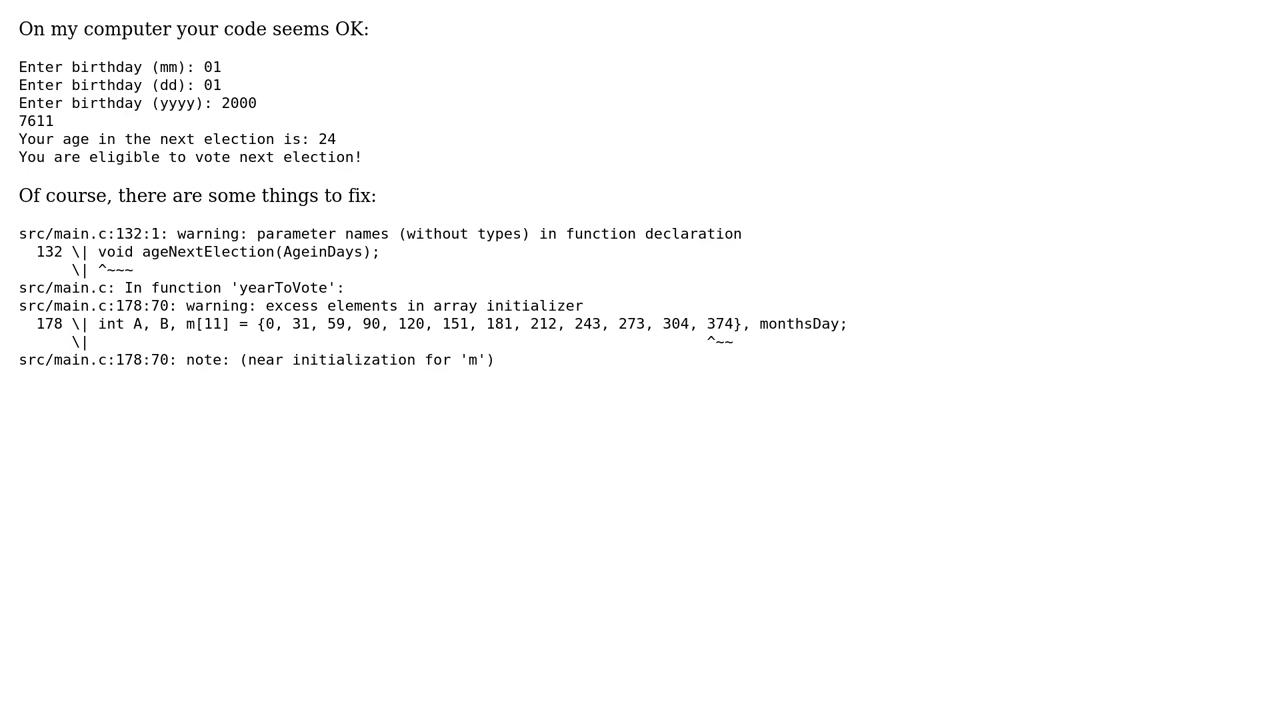 On my computer your code seems OK:
Enter birthday (mm): 01
Enter birthday (dd): 01
Enter birthday (yyyy): 2000
7611
Your age in the next election is: 24
You are eligible to vote next election!
Of course, there are some things to fix:
src/main.c:132:1: warning: parameter names (without types) in function declaration
  132 \| void ageNextElection(AgeinDays);
      \| ^~~~
src/main.c: In function 'yearToVote':
src/main.c:178:70: warning: excess elements in array initializer
  178 \| int A, B, m[11] = {0, 31, 59, 90, 120, 151, 181, 212, 243, 273, 304, 374}, monthsDay;
      \|                                                                      ^~~
src/main.c:178:70: note: (near initialization for 'm')